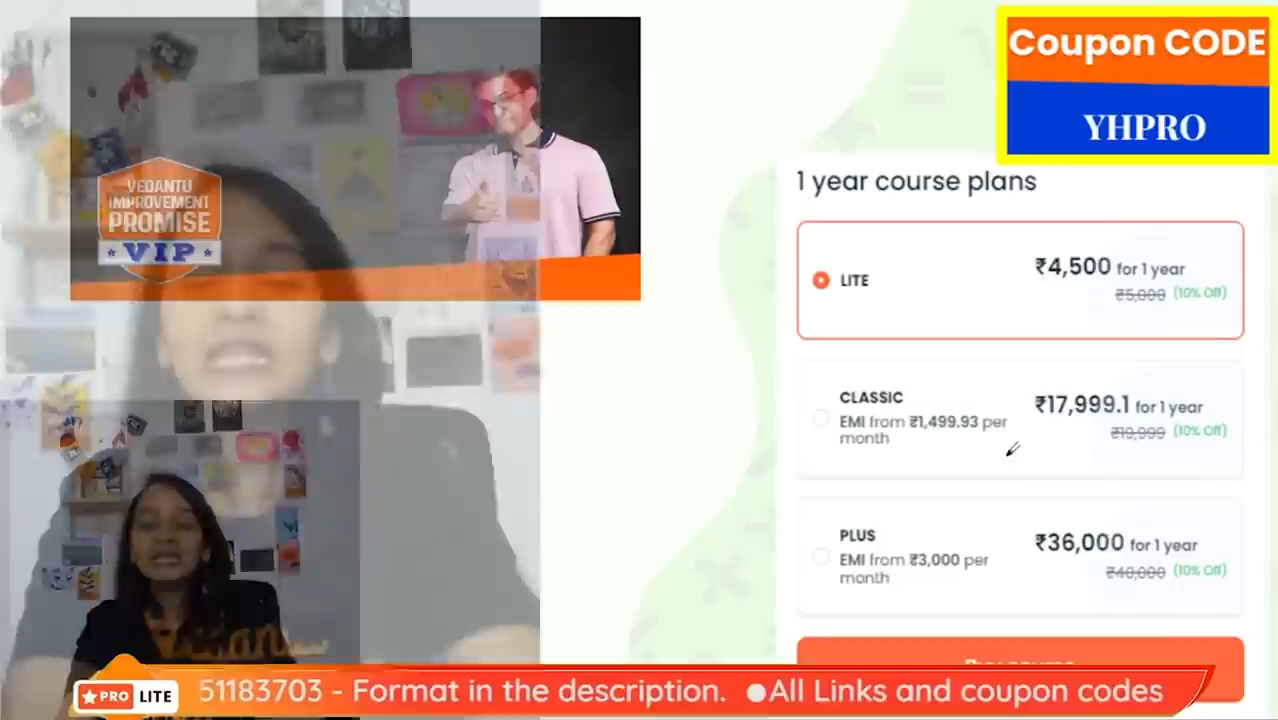 Coupon CODE
YHPRO
VEDANTU
IMPROVEMENT
PROMISE
VIP
1 year course plans
LITE
₹4,500 for 1 year
₹5,000 (10% Off)
CLASSIC
EMI from ₹1,499.93 per
month
₹17,999.1 for 1 year
₹19,999 (10% Off)
PLUS
EMI from ₹3,000 per
month
₹36,000 for 1 year
₹40,000 (10% Off)
PRO LITE
51183703 - Format in the description. ●All Links and coupon codes